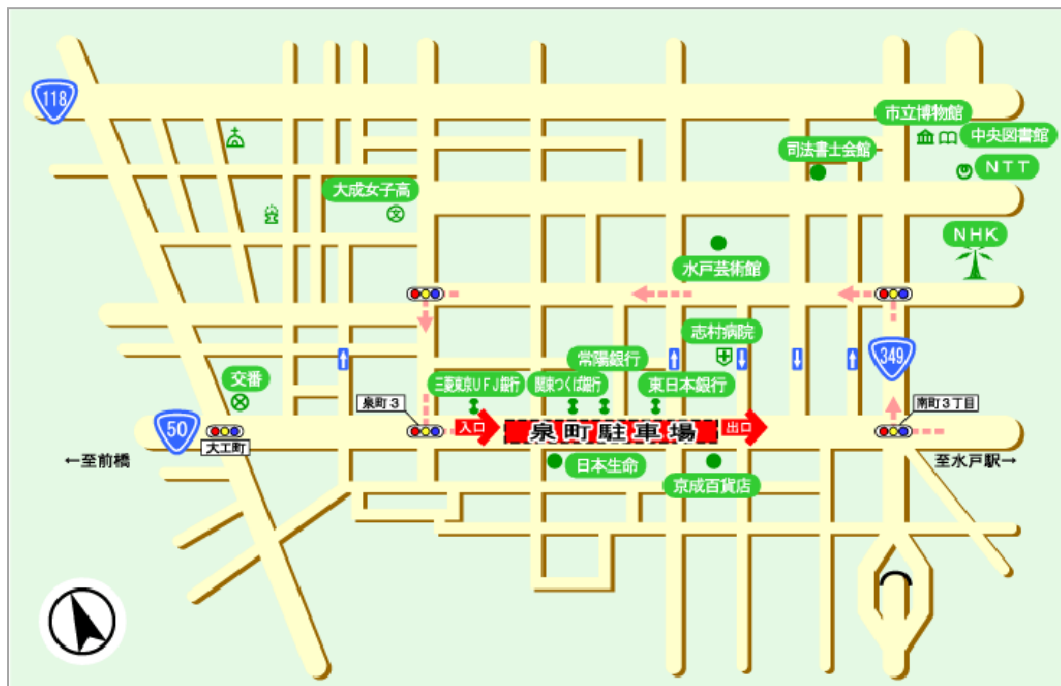 118
市立博物館
中央図書館
司法書士会館
NTT
大成女子高
文
NHK
水戸芸術館
志村病院
349
常陽銀行
三菱東京UFJ銀行
関東つくば銀行
東日本銀行
交番
泉町3
南町3丁目
50
大工町
入口
泉町駐車場
出口
←至前橋
日本生命
京成百貨店
至水戸駅→